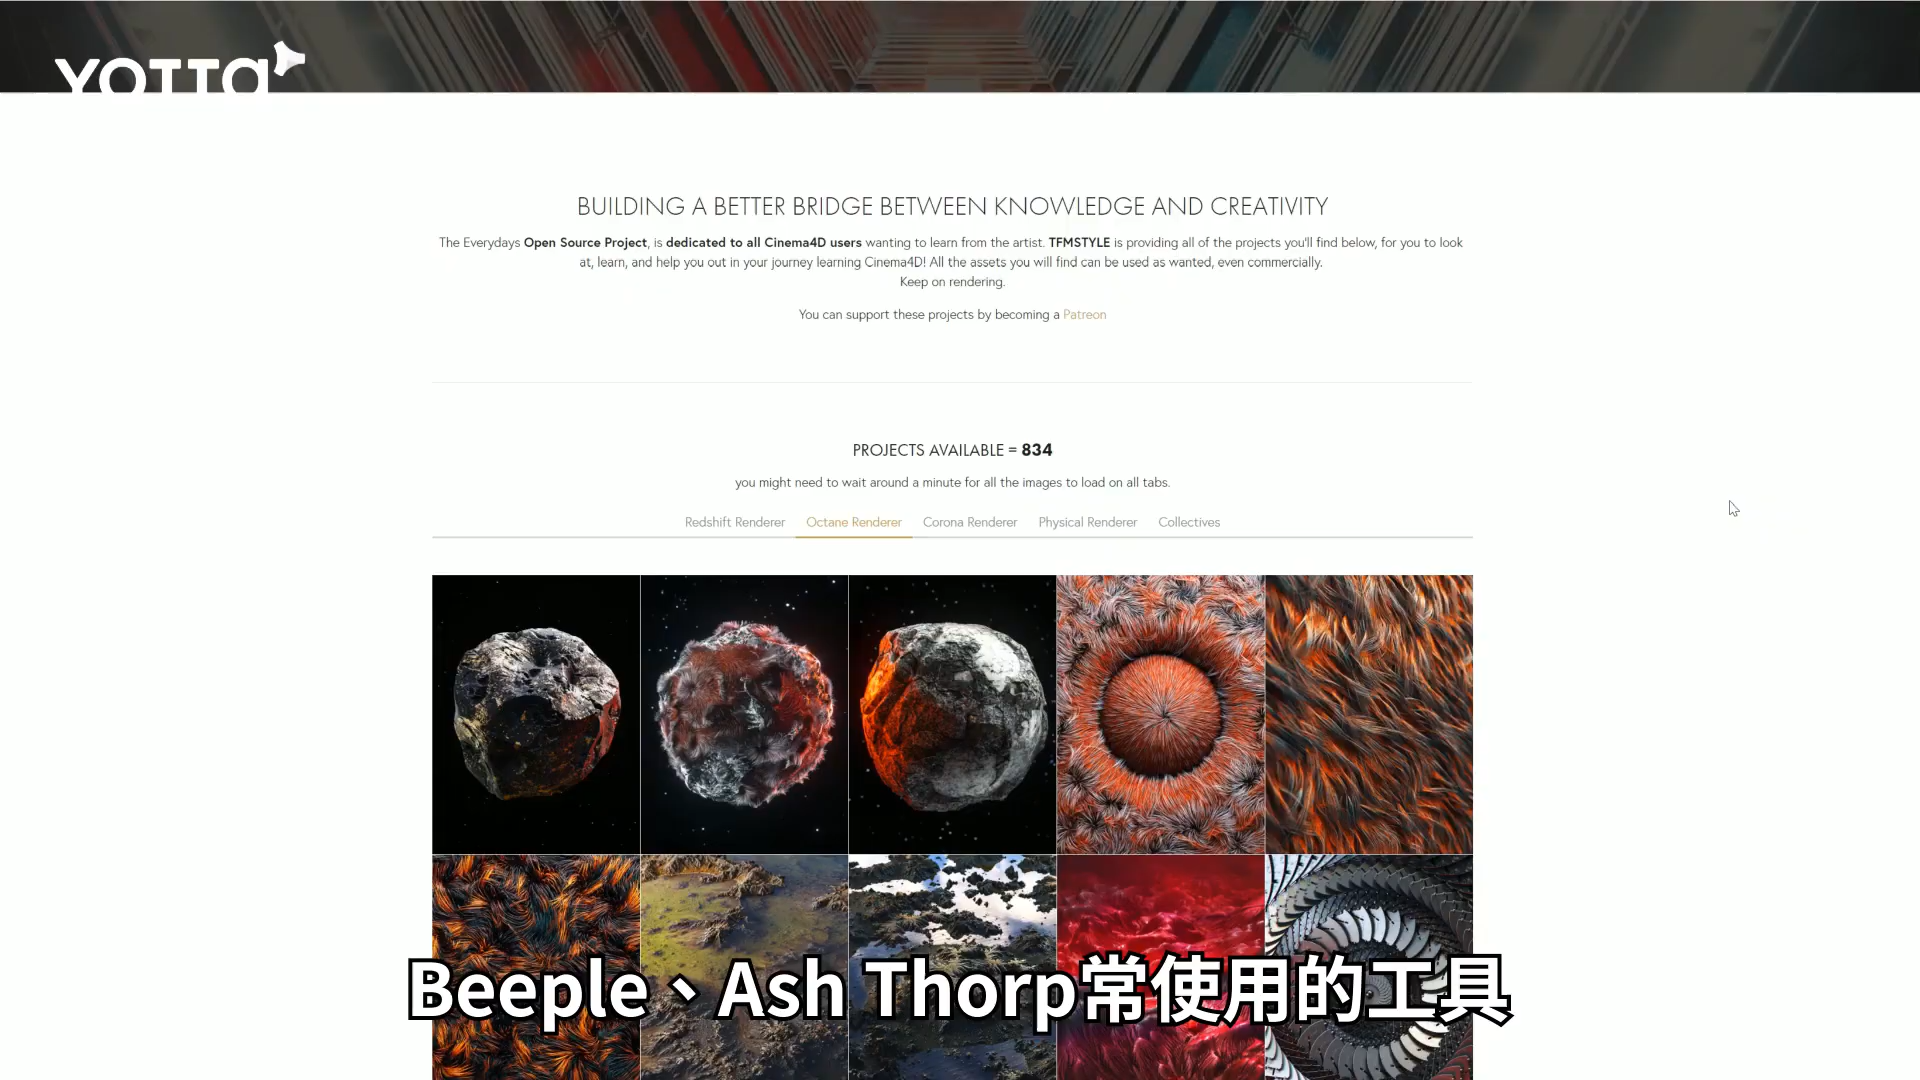 YOTTA
BUILDING A BETTER BRIDGE BETWEEN KNOWLEDGE AND CREATIVITY
The Everydays Open Source Project, is dedicated to all Cinema4D users wanting to learn from the artist. TFMSTYLE is providing all of the projects you'll find below, for you to look
at, learn, and help you out in your journey learning Cinema4D! All the assets you will find can be used as wanted, even commercially.
Keep on rendering.
You can support these projects by becoming a Patreon
PROJECTS AVAILABLE = 834
you might need to wait around a minute for all the images to load on all tabs.
Redshift Renderer Octane Renderer Corona Renderer Physical Renderer Collectives
Beeple、Ash Thorp常使用的工具